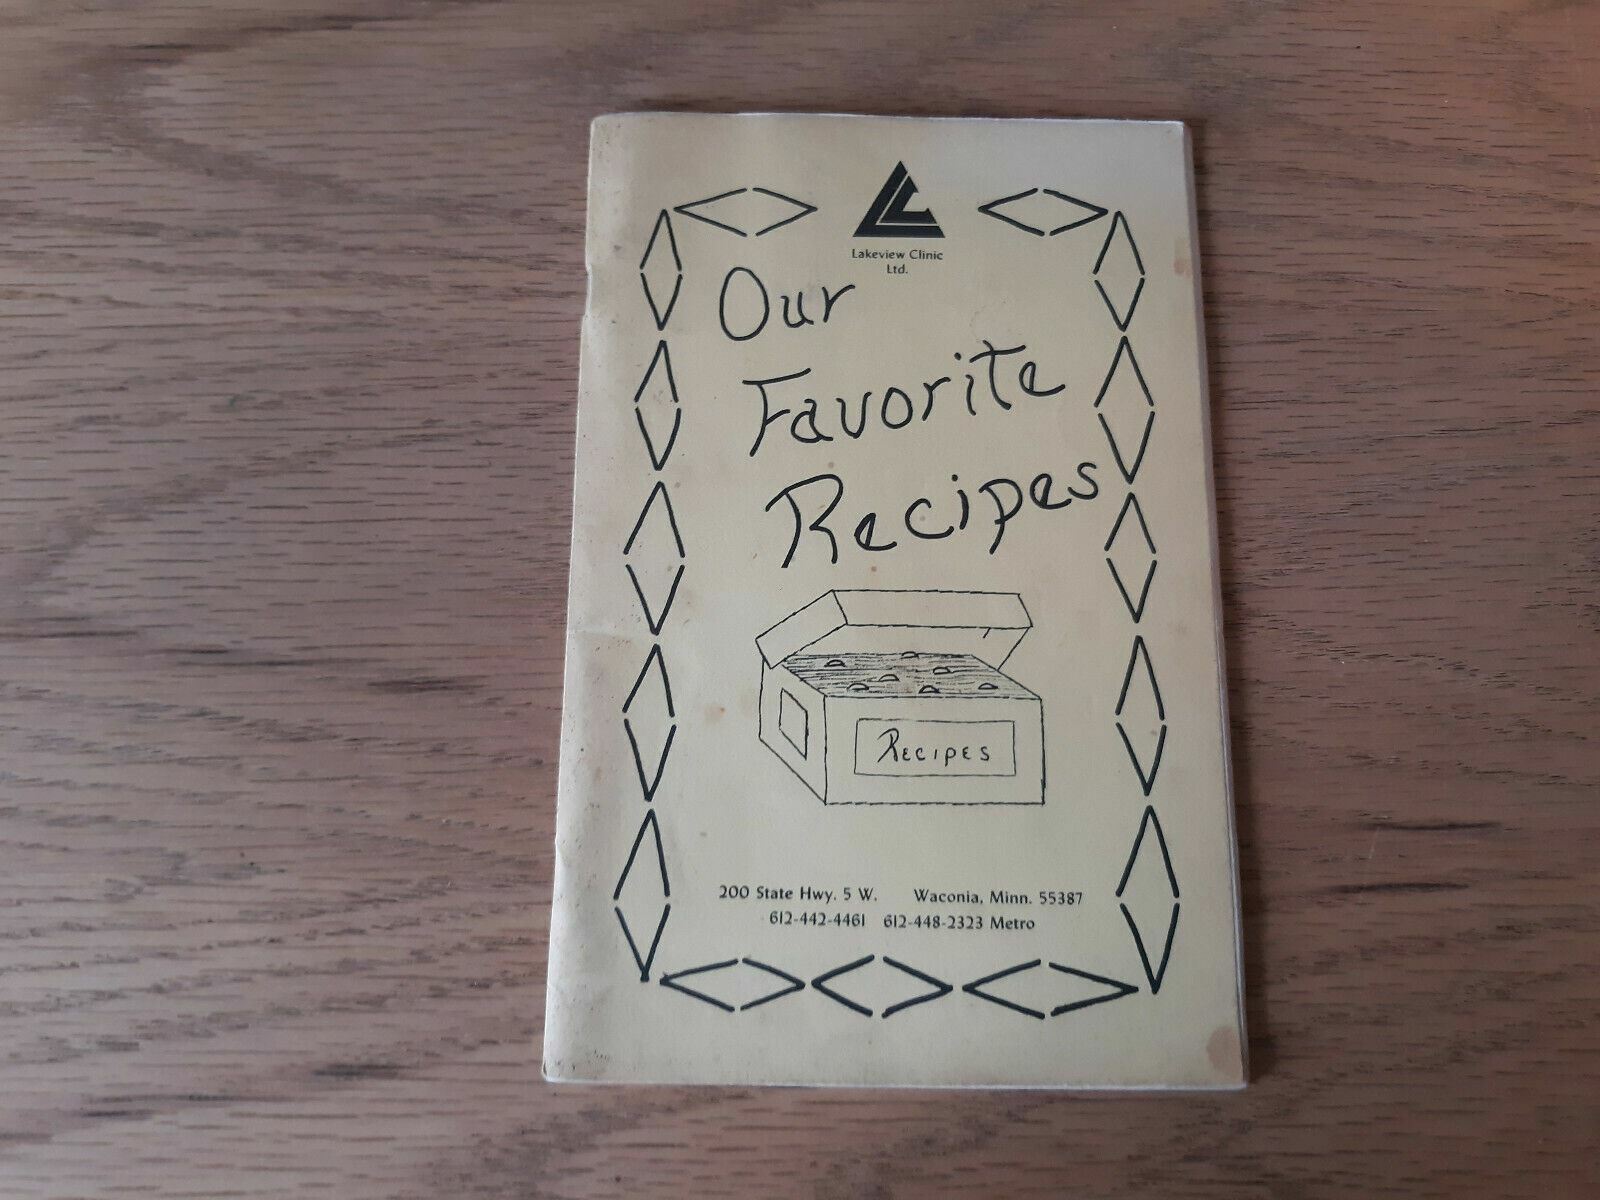 Lakeview Clinic
Ltd.
Our
Favorite
Recipes
RECIPES
200 State Hwy. 5 W. Waconia, Minn. 55387
612-442-4461 612-448-2323 Metro